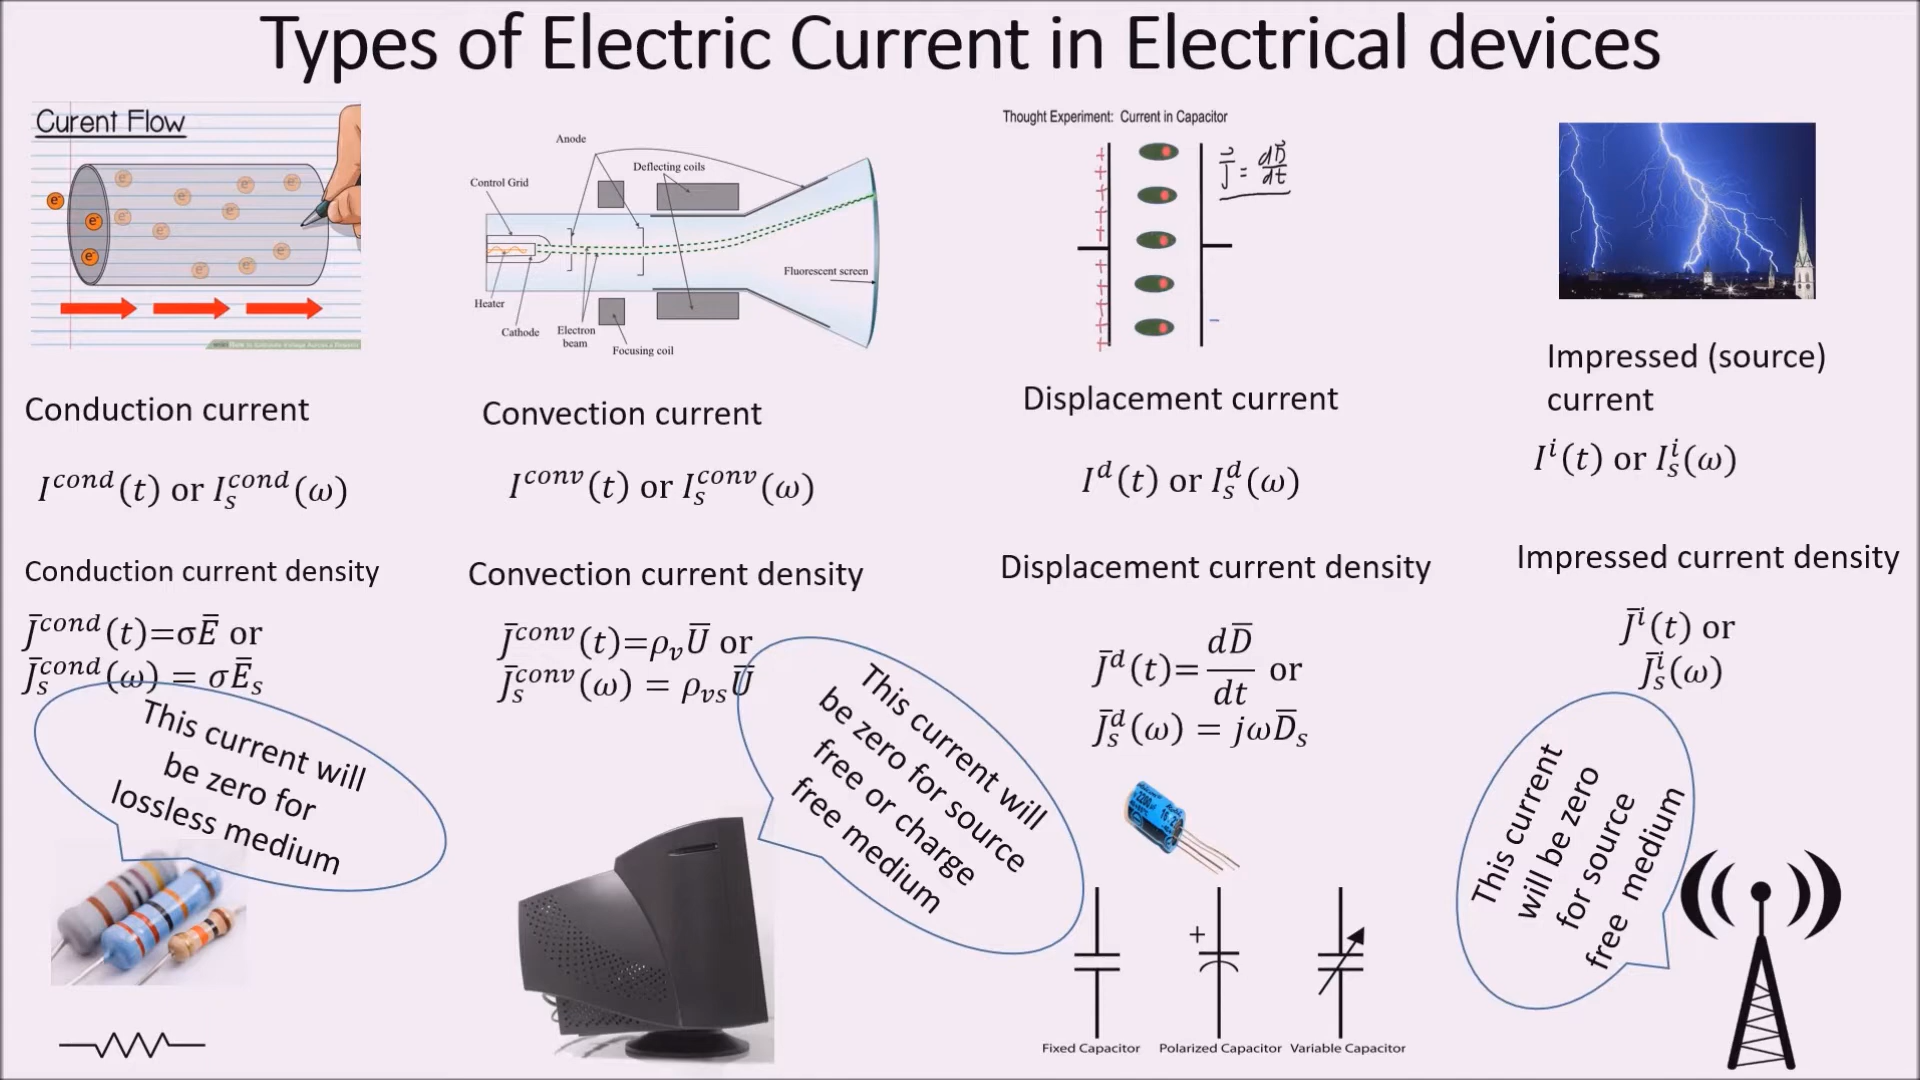 Types of Electric Current in Electrical devices
Curent Flow
e⁻
e⁻
e⁻
e⁻
e⁻
e⁻
e⁻
e⁻
e⁻
e⁻
e⁻
e⁻
e⁻
Anode
Deflecting coils
Control Grid
Fluorescent screen
Heater
Cathode
Electron
beam
Focusing coil
Thought Experiment: Current in Capacitor
J⃗ = dD⃗/dt
Conduction current
I^cond(t) or I_s^cond(ω)
Conduction current density
J̅^cond(t)=σE̅ or
J̅_s^cond(ω) = σE̅_s
This current will
be zero for
lossless medium
Convection current
I^conv(t) or I_s^conv(ω)
Convection current density
J̅^conv(t)=ρ_v U̅ or
J̅_s^conv(ω) = ρ_vs U̅
This current will
be zero for source
free or charge
free medium
Displacement current
I^d(t) or I_s^d(ω)
Displacement current density
J̅^d(t)= dD̅/dt or
J̅_s^d(ω) = jωD̅_s
+
Fixed Capacitor Polarized Capacitor Variable Capacitor
Impressed (source)
current
I^i(t) or I_s^i(ω)
Impressed current density
J̅^i(t) or
J̅_s^i(ω)
This current
will be zero
for source
free medium